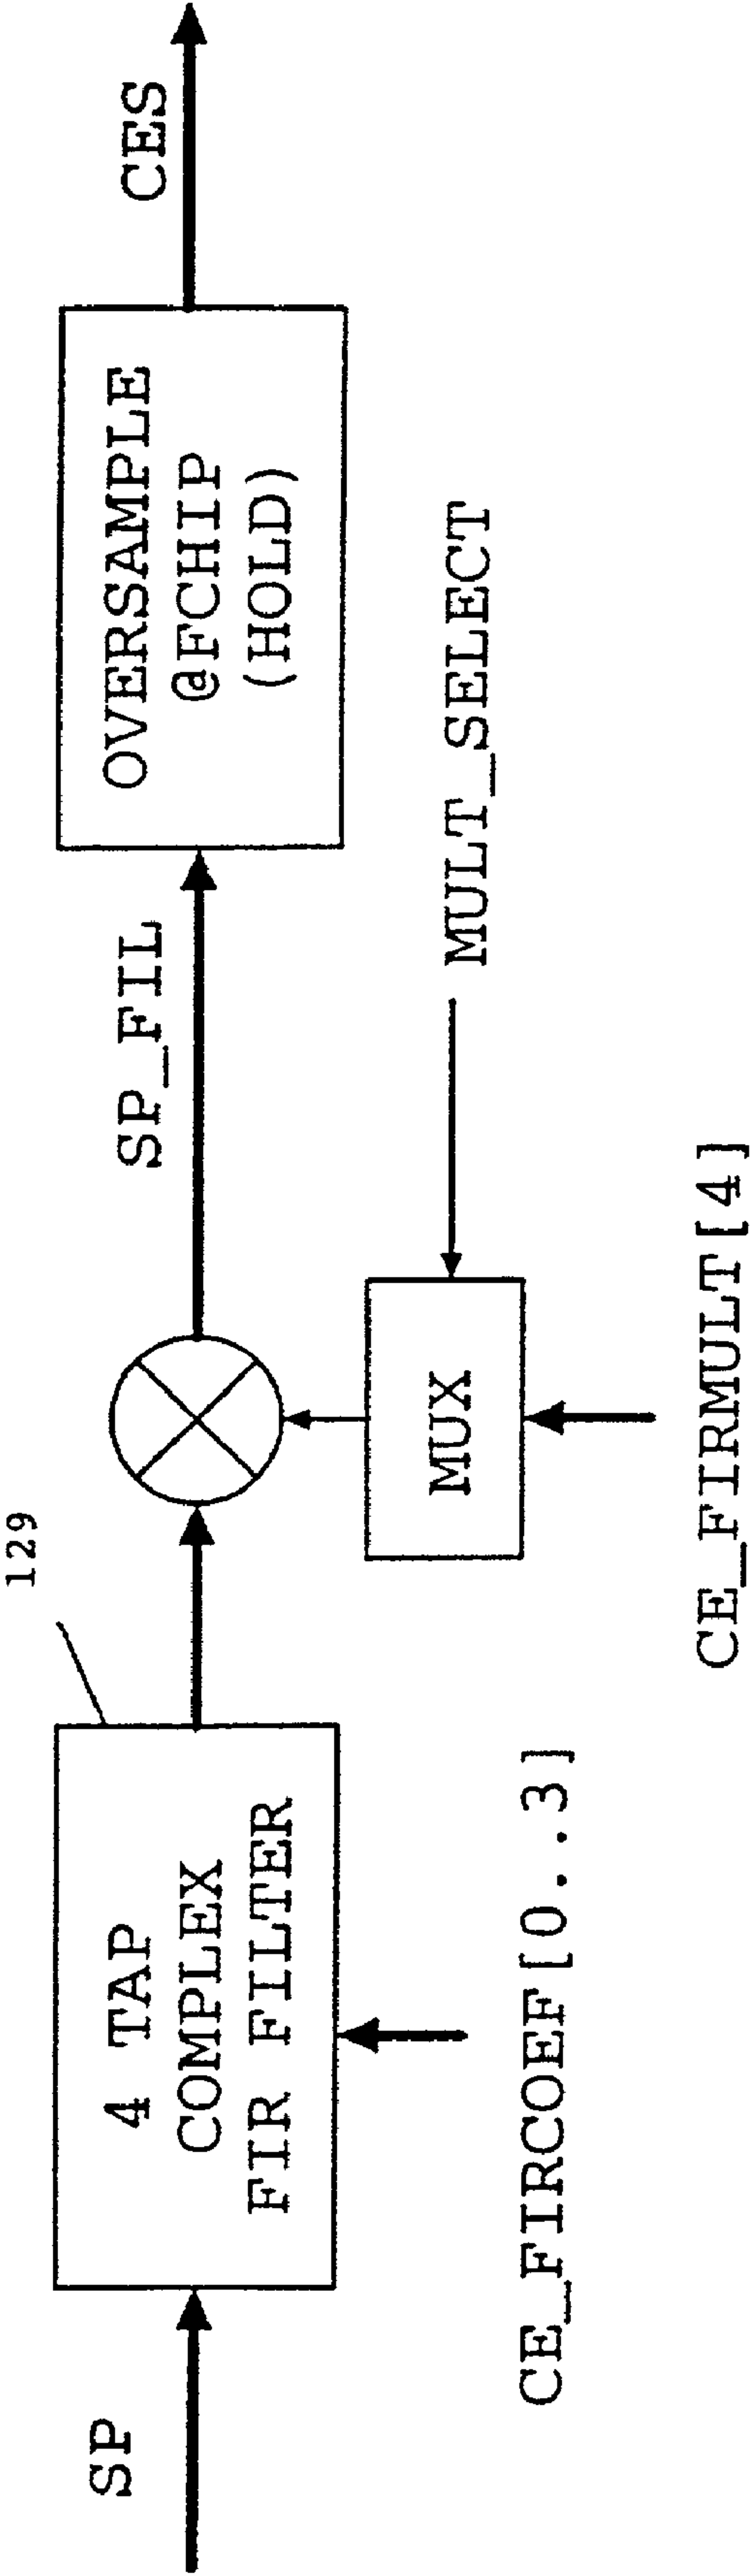 129
SP
4 TAP
COMPLEX
FIR FILTER
SP_FIL
OVERSAMPLE
@FCHIP
(HOLD)
CES
MUX
MULT_SELECT
CE_FIRCOEF[0...3]
CE_FIRMULT[4]